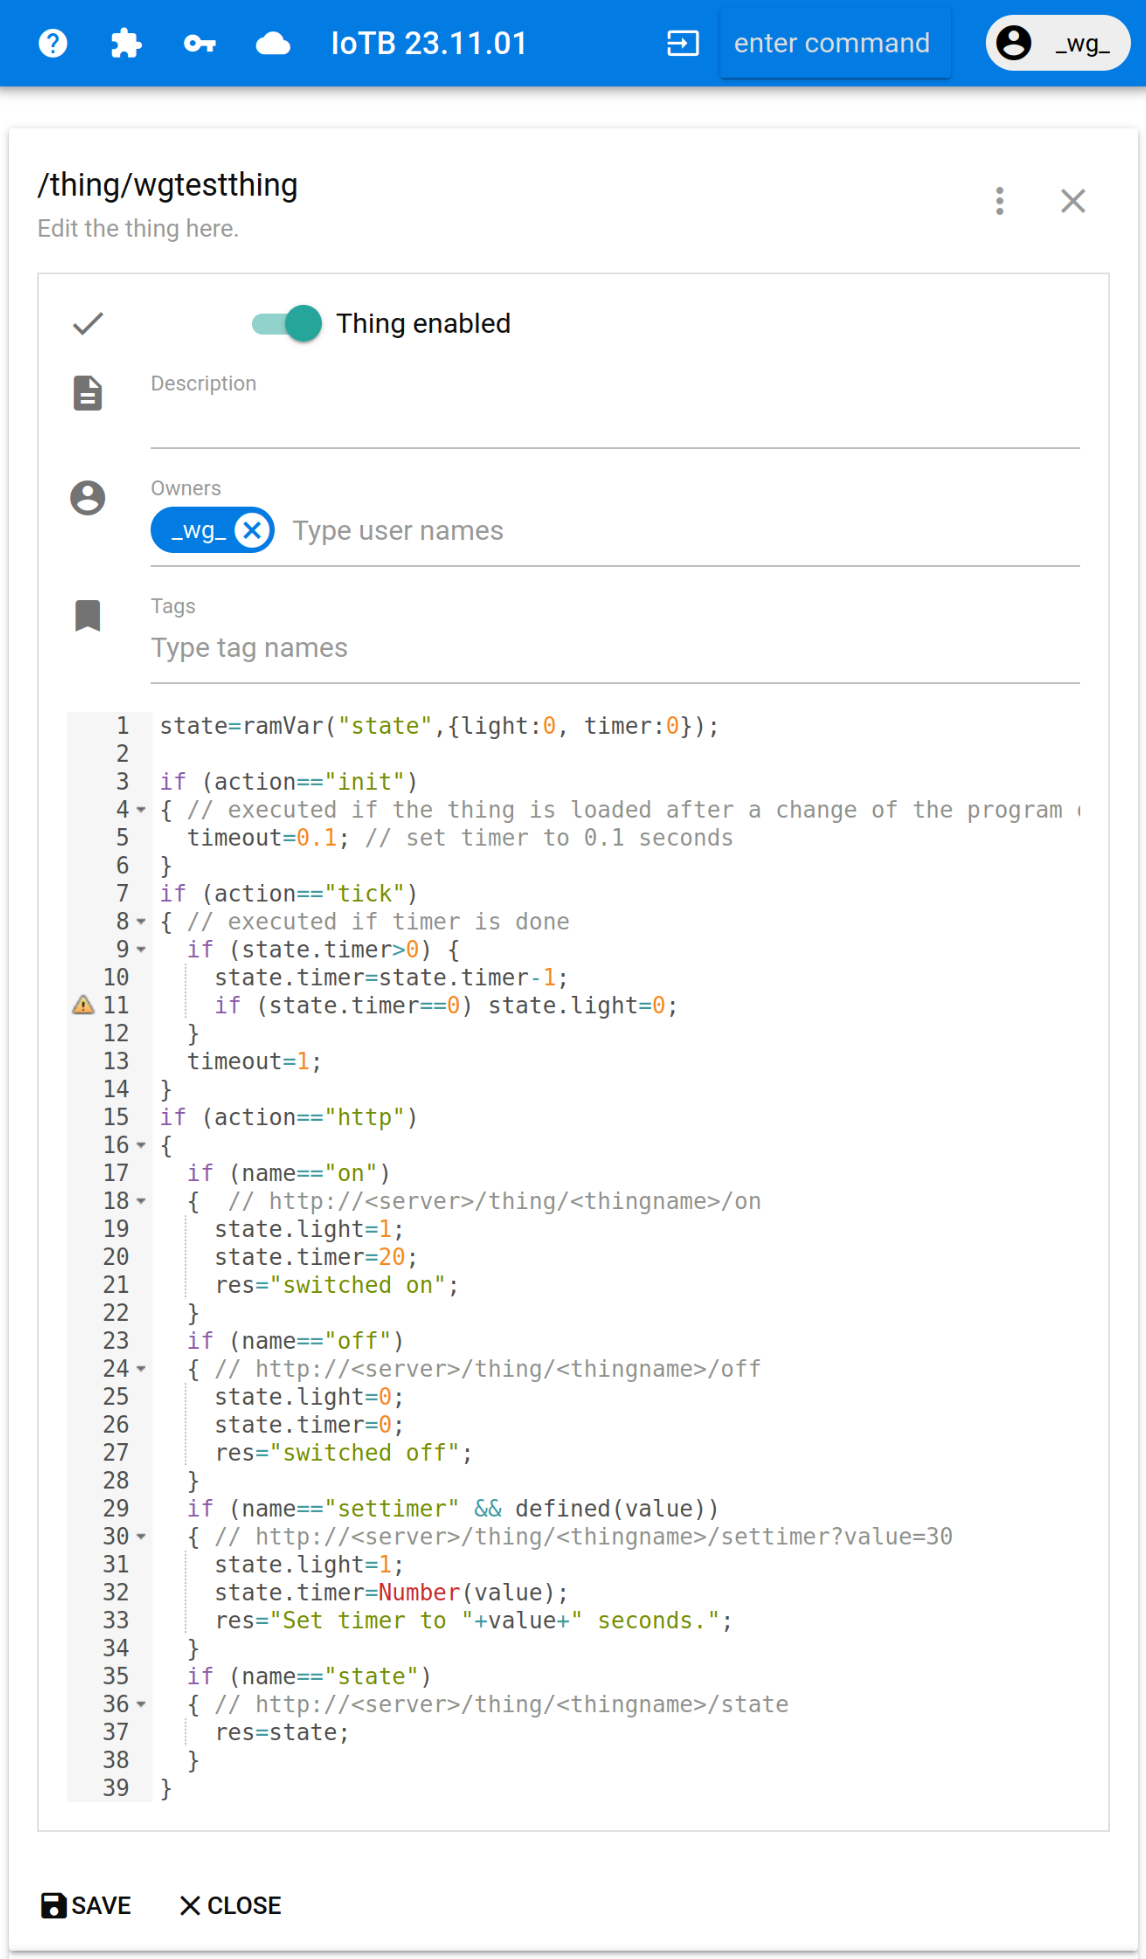 IoTB 23.11.01
enter command
_wg_
/thing/wgtestthing
Edit the thing here.
Thing enabled
Description
Owners
_wg_ Type user names
Tags
Type tag names
1 state=ramVar("state",{light:0, timer:0});
2
3 if (action=="init")
4 { // executed if the thing is loaded after a change of the program
5   timeout=0.1; // set timer to 0.1 seconds
6 }
7 if (action=="tick")
8 { // executed if timer is done
9   if (state.timer>0) {
10     state.timer=state.timer-1;
11     if (state.timer==0) state.light=0;
12   }
13   timeout=1;
14 }
15 if (action=="http")
16 {
17   if (name=="on")
18   {  // http://<server>/thing/<thingname>/on
19     state.light=1;
20     state.timer=20;
21     res="switched on";
22   }
23   if (name=="off")
24   { // http://<server>/thing/<thingname>/off
25     state.light=0;
26     state.timer=0;
27     res="switched off";
28   }
29   if (name=="settimer" && defined(value))
30   { // http://<server>/thing/<thingname>/settimer?value=30
31     state.light=1;
32     state.timer=Number(value);
33     res="Set timer to "+value+" seconds.";
34   }
35   if (name=="state")
36   { // http://<server>/thing/<thingname>/state
37     res=state;
38   }
39 }
SAVE CLOSE